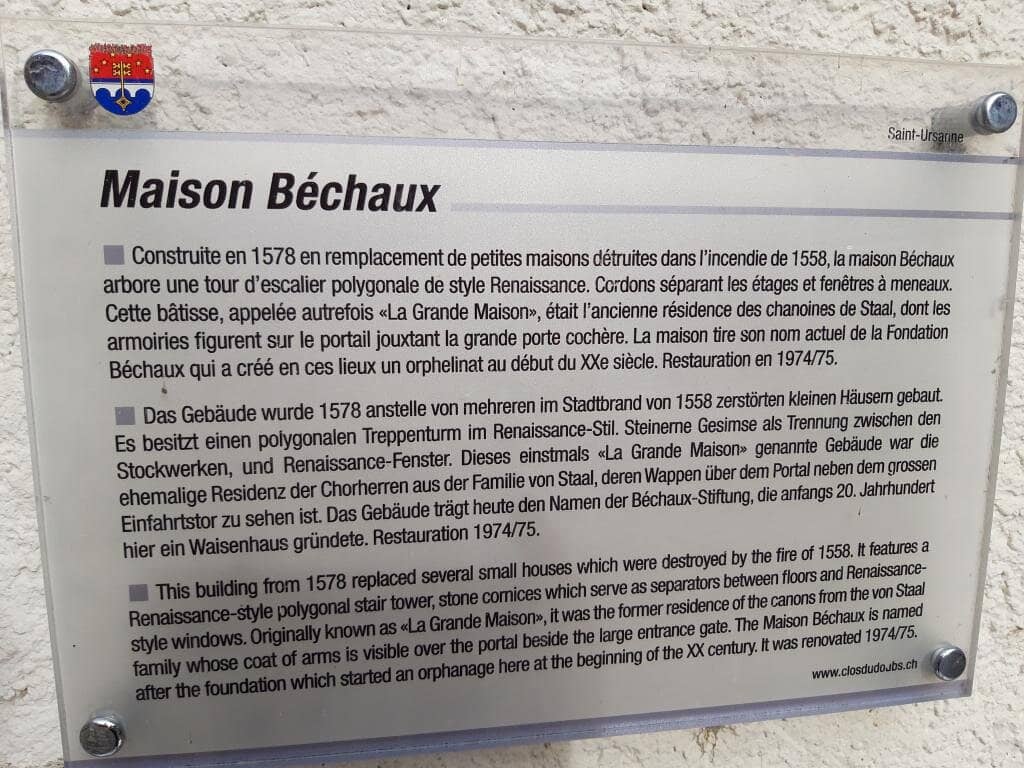 Saint-Ursanne
Maison Béchaux
Construite en 1578 en remplacement de petites maisons détruites dans l'incendie de 1558, la maison Béchaux
arbore une tour d'escalier polygonale de style Renaissance. Cordons séparant les étages et fenêtres à meneaux.
Cette bâtisse, appelée autrefois «La Grande Maison», était l'ancienne résidence des chanoines de Staal, dont les
armoiries figurent sur le portail jouxtant la grande porte cochère. La maison tire son nom actuel de la Fondation
Béchaux qui a créé en ces lieux un orphelinat au début du XXe siècle. Restauration en 1974/75.
Das Gebäude wurde 1578 anstelle von mehreren im Stadtbrand von 1558 zerstörten kleinen Häusern gebaut.
Es besitzt einen polygonalen Treppenturm im Renaissance-Stil. Steinerne Gesimse als Trennung zwischen den
Stockwerken, und Renaissance-Fenster. Dieses einstmals «La Grande Maison» genannte Gebäude war die
ehemalige Residenz der Chorherren aus der Familie von Staal, deren Wappen über dem Portal neben dem grossen
Einfahrtstor zu sehen ist. Das Gebäude trägt heute den Namen der Béchaux-Stiftung, die anfangs 20. Jahrhundert
hier ein Waisenhaus gründete. Restauration 1974/75.
This building from 1578 replaced several small houses which were destroyed by the fire of 1558. It features a
Renaissance-style polygonal stair tower, stone cornices which serve as separators between floors and Renaissance-
style windows. Originally known as «La Grande Maison», it was the former residence of the canons from the von Staal
family whose coat of arms is visible over the portal beside the large entrance gate. The Maison Béchaux is named
after the foundation which started an orphanage here at the beginning of the XX century. It was renovated 1974/75.
www.closdudoubs.ch